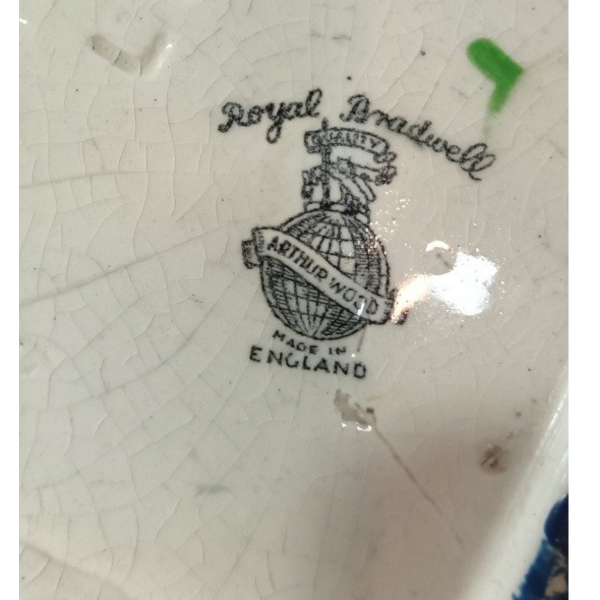 Royal Bradwell
QUALITY
ARTHUR WOOD
MADE IN
ENGLAND